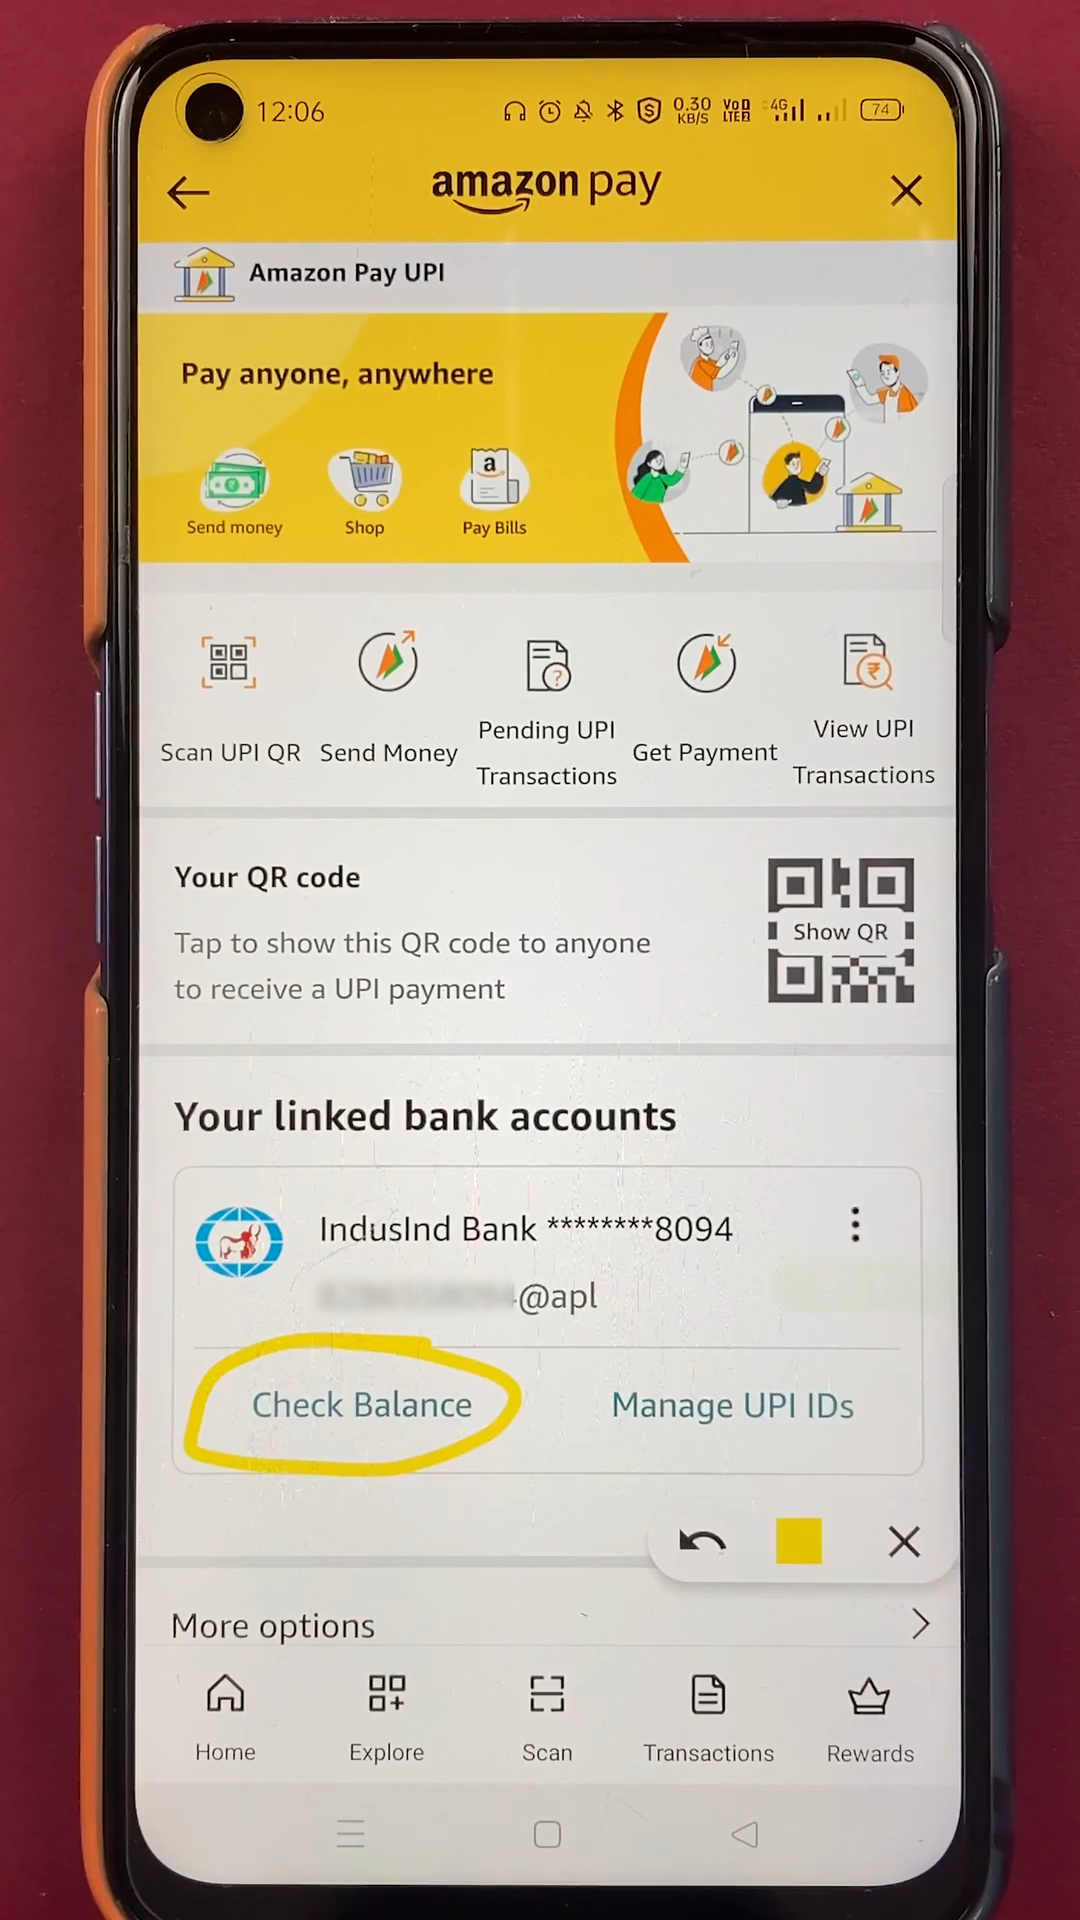 12:06
0.30
KB/S
VoD
LTE2
4G
74
amazon pay
Amazon Pay UPI
Pay anyone, anywhere
a
Send money
Shop
Pay Bills
Scan UPI QR
Send Money
Pending UPI
Transactions
Get Payment
View UPI
Transactions
Your QR code
Tap to show this QR code to anyone
to receive a UPI payment
Show QR
Your linked bank accounts
IndusInd Bank ********8094
@apl
Check Balance
Manage UPI IDs
More options
Home
Explore
Scan
Transactions
Rewards